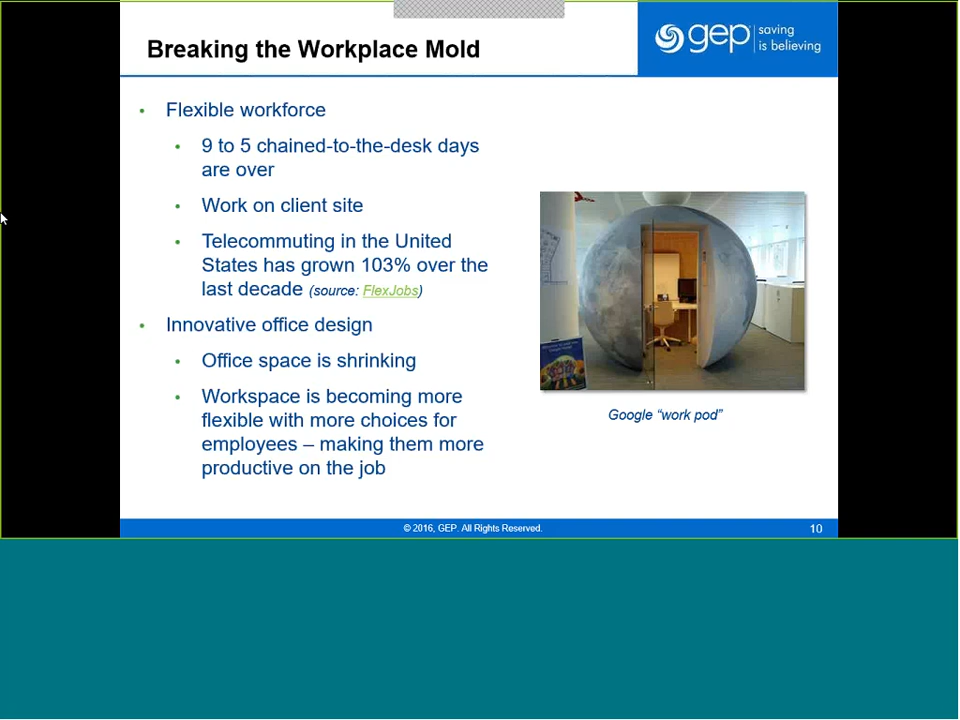 Breaking the Workplace Mold
gep
saving
is believing
• Flexible workforce
• 9 to 5 chained-to-the-desk days
are over
• Work on client site
• Telecommuting in the United
States has grown 103% over the
last decade (source: FlexJobs)
• Innovative office design
• Office space is shrinking
• Workspace is becoming more
flexible with more choices for
employees – making them more
productive on the job
Google “work pod”
© 2016, GEP. All Rights Reserved.
10